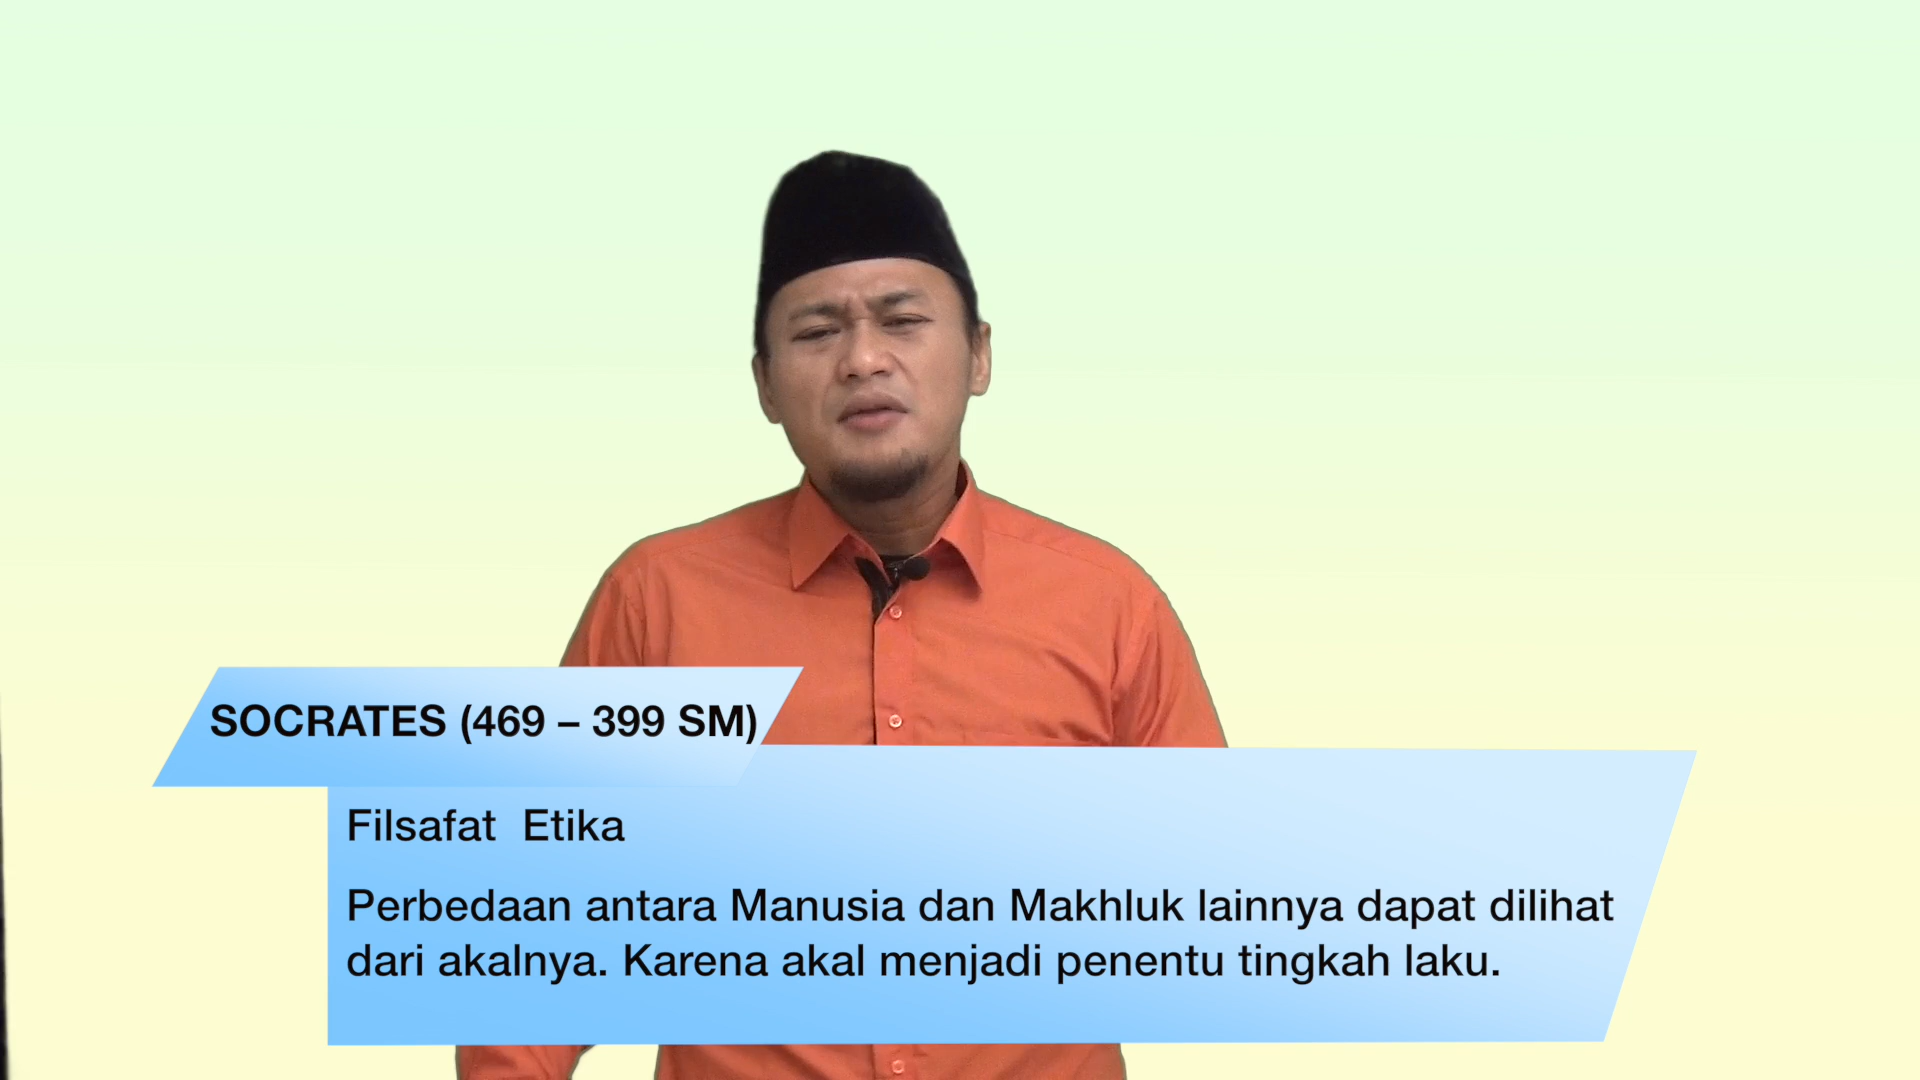 SOCRATES (469 – 399 SM)
Filsafat Etika
Perbedaan antara Manusia dan Makhluk lainnya dapat dilihat
dari akalnya. Karena akal menjadi penentu tingkah laku.